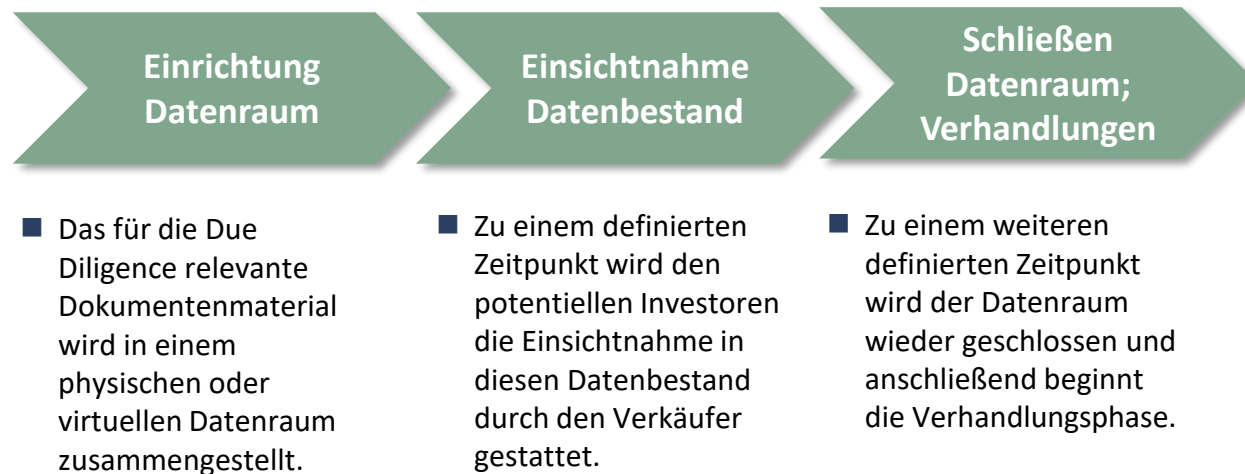 Einrichtung
Datenraum
Einsichtnahme
Datenbestand
Schließen
Datenraum;
Verhandlungen
Das für die Due
Diligence relevante
Dokumentenmaterial
wird in einem
physischen oder
virtuellen Datenraum
zusammengestellt.
Zu einem definierten
Zeitpunkt wird den
potentiellen Investoren
die Einsichtnahme in
diesen Datenbestand
durch den Verkäufer
gestattet.
Zu einem weiteren
definierten Zeitpunkt
wird der Datenraum
wieder geschlossen und
anschließend beginnt
die Verhandlungsphase.